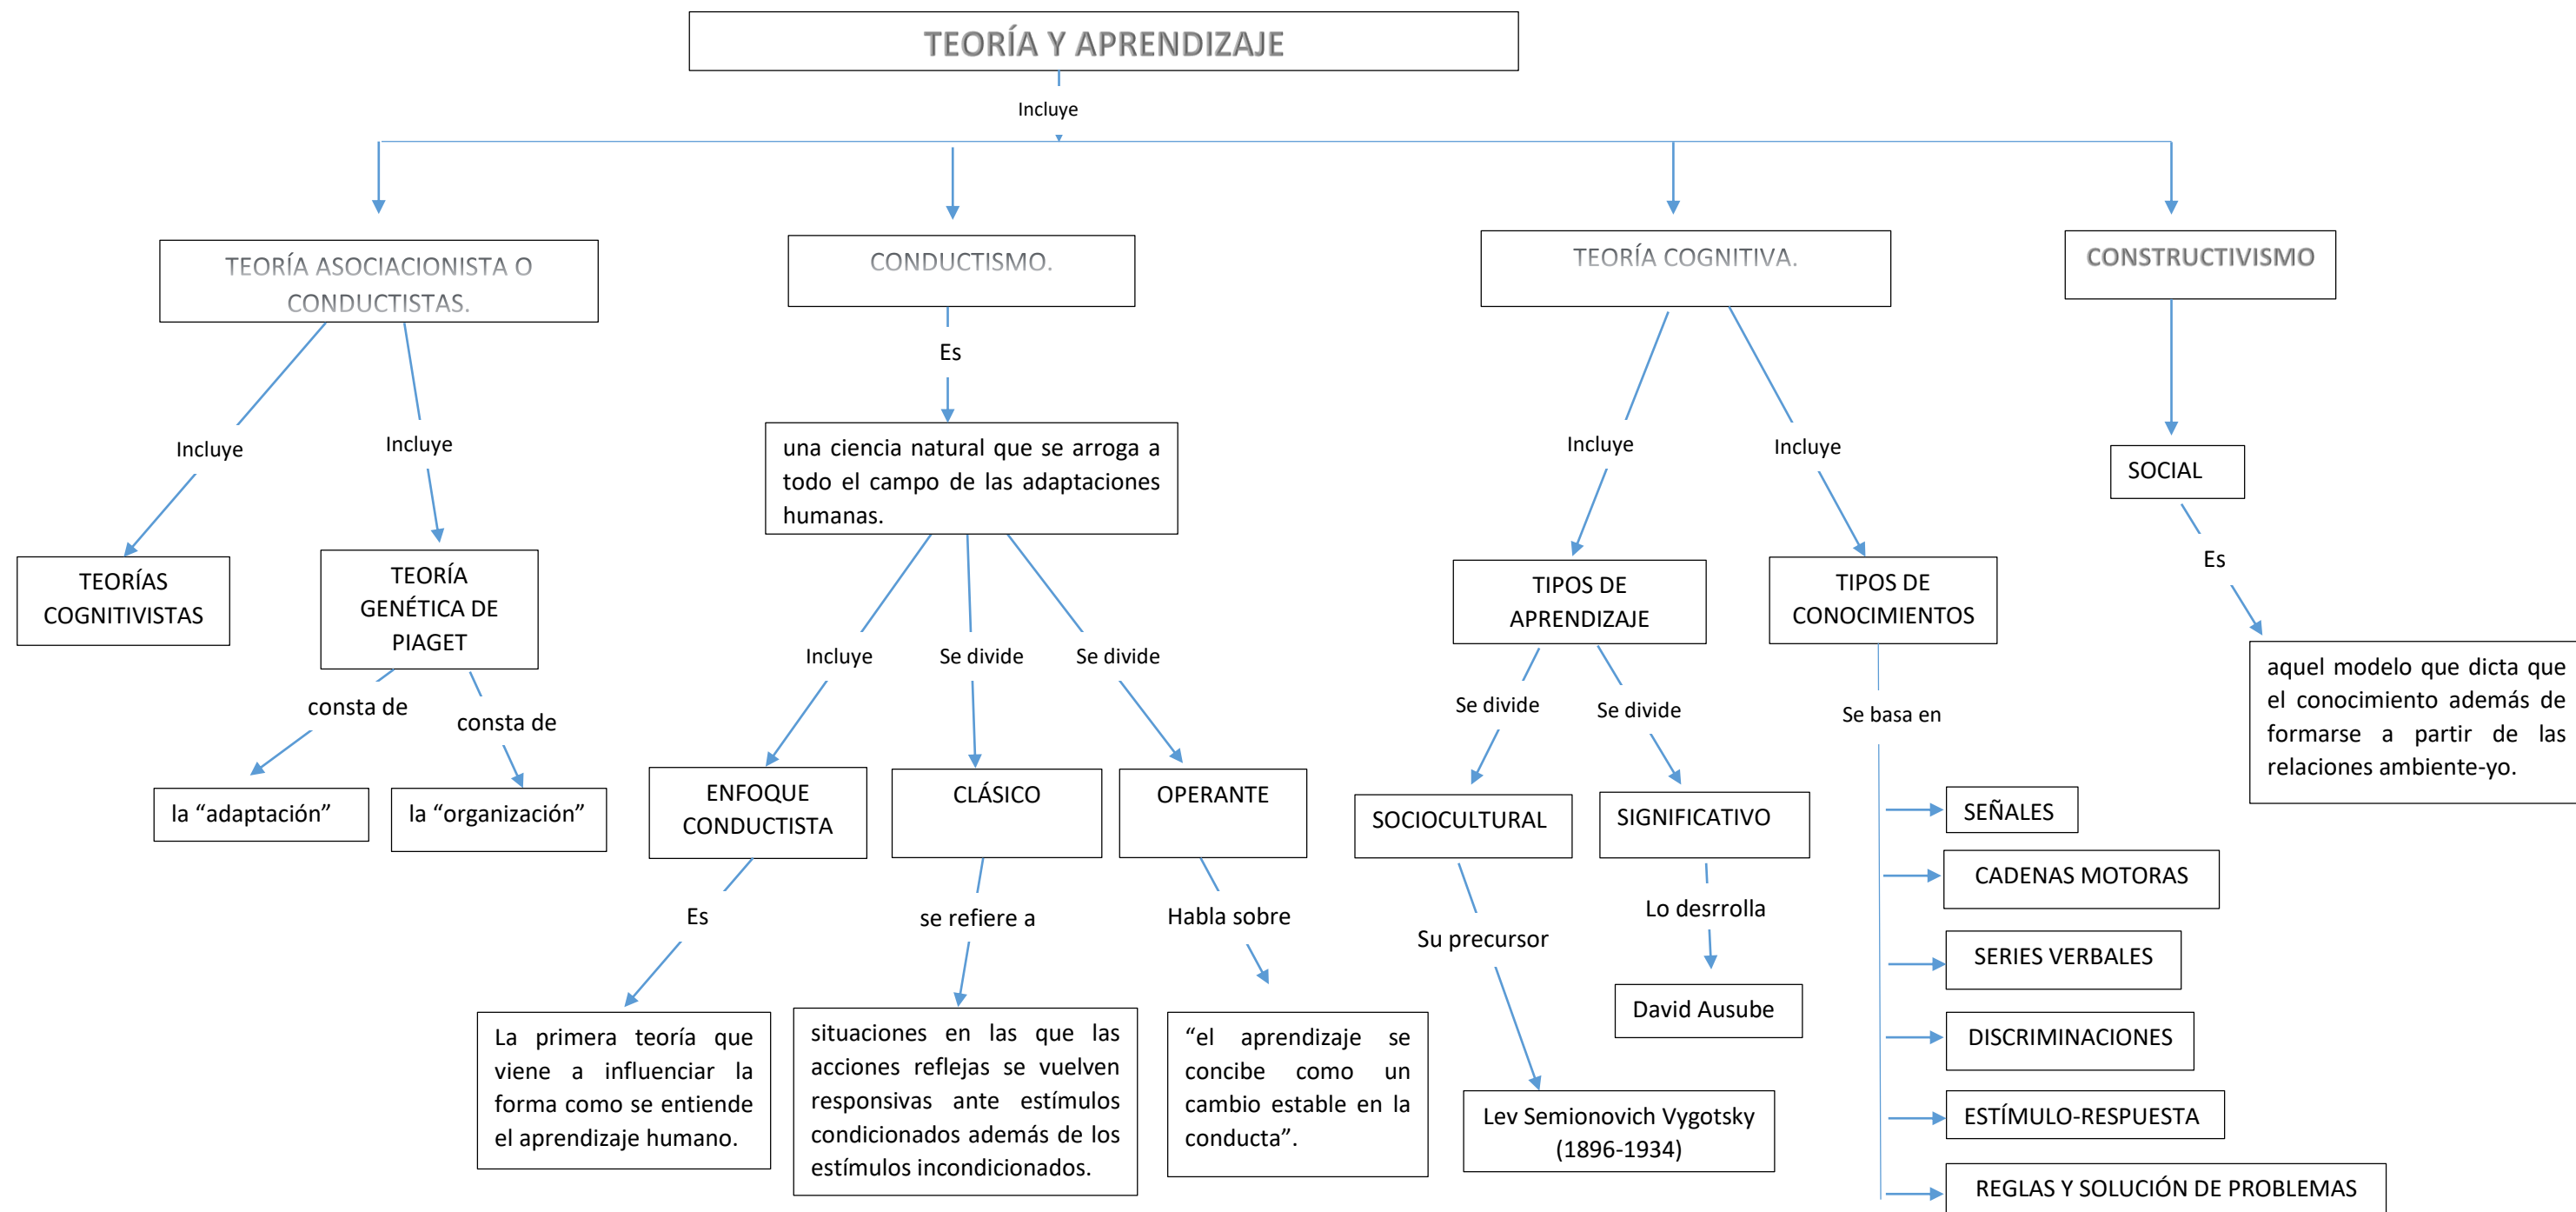 TEORÍA Y APRENDIZAJE
Incluye
TEORÍA ASOCIACIONISTA O
CONDUCTISTAS.
CONDUCTISMO.
TEORÍA COGNITIVA.
CONSTRUCTIVISMO
Incluye
Incluye
TEORÍAS
COGNITIVISTAS
TEORÍA
GENÉTICA DE
PIAGET
consta de
consta de
la “adaptación”
la “organización”
Es
una ciencia natural que se arroga a
todo el campo de las adaptaciones
humanas.
Incluye
Se divide
Se divide
ENFOQUE
CONDUCTISTA
CLÁSICO
OPERANTE
Es
se refiere a
Habla sobre
La primera teoría que
viene a influenciar la
forma como se entiende
el aprendizaje humano.
situaciones en las que las
acciones reflejas se vuelven
responsivas ante estímulos
condicionados además de los
estímulos incondicionados.
“el aprendizaje se
concibe como un
cambio estable en la
conducta”.
Incluye
Incluye
TIPOS DE
APRENDIZAJE
TIPOS DE
CONOCIMIENTOS
Se divide
Se divide
Se basa en
SOCIOCULTURAL
SIGNIFICATIVO
Su precursor
Lo desrrolla
David Ausube
Lev Semionovich Vygotsky
(1896-1934)
SEÑALES
CADENAS MOTORAS
SERIES VERBALES
DISCRIMINACIONES
ESTÍMULO-RESPUESTA
REGLAS Y SOLUCIÓN DE PROBLEMAS
SOCIAL
Es
aquel modelo que dicta que
el conocimiento además de
formarse a partir de las
relaciones ambiente-yo.